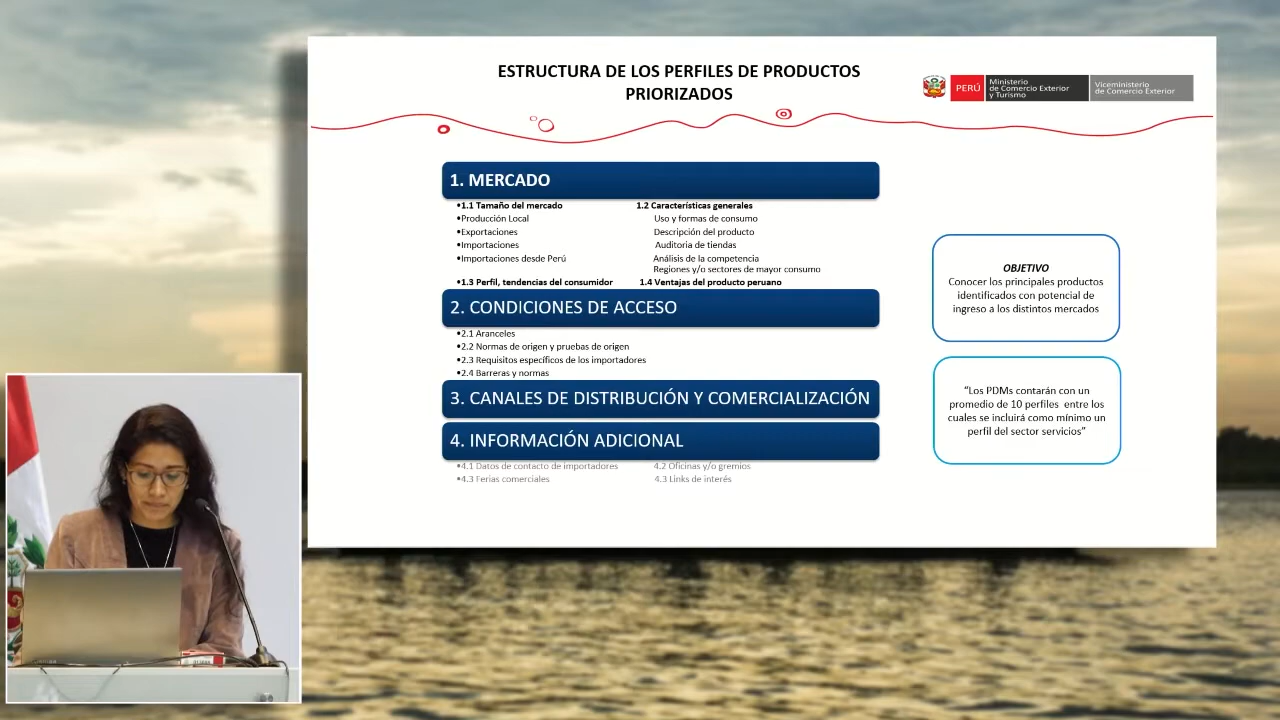 ESTRUCTURA DE LOS PERFILES DE PRODUCTOS
PRIORIZADOS
PERÚ
Ministerio
de Comercio Exterior
y Turismo
Viceministerio
de Comercio Exterior
1. MERCADO
•1.1 Tamaño del mercado 1.2 Características generales
•Producción Local Uso y formas de consumo
•Exportaciones Descripción del producto
•Importaciones Auditoria de tiendas
•Importaciones desde Perú Análisis de la competencia
Regiones y/o sectores de mayor consumo
•1.3 Perfil, tendencias del consumidor 1.4 Ventajas del producto peruano
2. CONDICIONES DE ACCESO
•2.1 Aranceles
•2.2 Normas de origen y pruebas de origen
•2.3 Requisitos específicos de los importadores
•2.4 Barreras y normas
3. CANALES DE DISTRIBUCIÓN Y COMERCIALIZACIÓN
4. INFORMACIÓN ADICIONAL
•4.1 Datos de contacto de importadores 4.2 Oficinas y/o gremios
•4.3 Ferias comerciales 4.3 Links de interés
OBJETIVO
Conocer los principales productos
identificados con potencial de
ingreso a los distintos mercados
“Los PDMs contarán con un
promedio de 10 perfiles entre los
cuales se incluirá como mínimo un
perfil del sector servicios”